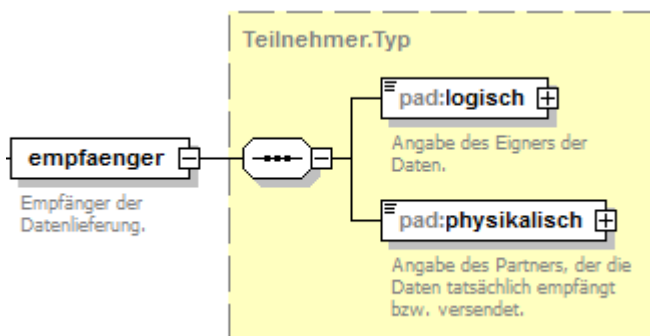 Teilnehmer.Typ
pad:logisch
Angabe des Eigners der
Daten.
empfaenger
Empfänger der
Datenlieferung.
pad:physikalisch
Angabe des Partners, der die
Daten tatsächlich empfängt
bzw. versendet.